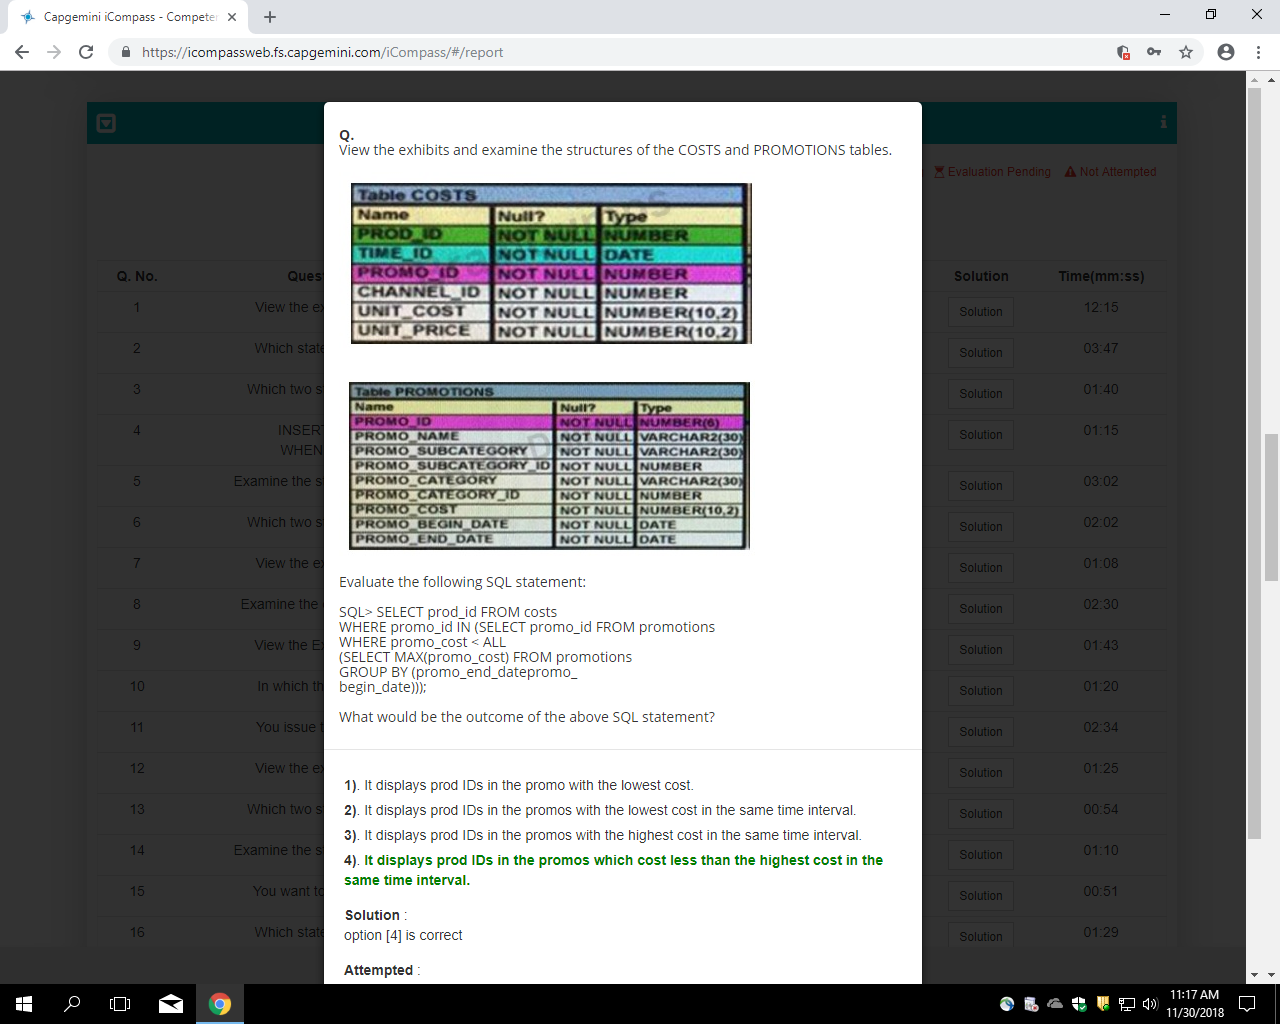 Capgemini iCompass - Competer
https://icompassweb.fs.capgemini.com/iCompass/#/report
Evaluation Pending
Not Attempted
Q.
View the exhibits and examine the structures of the COSTS and PROMOTIONS tables.
Table COSTS
Name Null? Type
PROD_ID NOT NULL NUMBER
TIME_ID NOT NULL DATE
PROMO_ID NOT NULL NUMBER
CHANNEL_ID NOT NULL NUMBER
UNIT_COST NOT NULL NUMBER(10,2)
UNIT_PRICE NOT NULL NUMBER(10,2)
Table PROMOTIONS
Name Null? Type
PROMO_ID NOT NULL NUMBER(6)
PROMO_NAME NOT NULL VARCHAR2(30)
PROMO_SUBCATEGORY NOT NULL VARCHAR2(30)
PROMO_SUBCATEGORY_ID NOT NULL NUMBER
PROMO_CATEGORY NOT NULL VARCHAR2(30)
PROMO_CATEGORY_ID NOT NULL NUMBER
PROMO_COST NOT NULL NUMBER(10,2)
PROMO_BEGIN_DATE NOT NULL DATE
PROMO_END_DATE NOT NULL DATE
Evaluate the following SQL statement:
SQL> SELECT prod_id FROM costs
WHERE promo_id IN (SELECT promo_id FROM promotions
WHERE promo_cost < ALL
(SELECT MAX(promo_cost) FROM promotions
GROUP BY (promo_end_datepromo_
begin_date)));
What would be the outcome of the above SQL statement?
1). It displays prod IDs in the promo with the lowest cost.
2). It displays prod IDs in the promos with the lowest cost in the same time interval.
3). It displays prod IDs in the promos with the highest cost in the same time interval.
4). It displays prod IDs in the promos which cost less than the highest cost in the
same time interval.
Solution :
option [4] is correct
Attempted :
Q. No. Ques Solution Time(mm:ss)
1 View the ex Solution 12:15
2 Which state Solution 03:47
3 Which two s Solution 01:40
4 INSERT Solution 01:15
WHEN
5 Examine the s Solution 03:02
6 Which two s Solution 02:02
7 View the ex Solution 01:08
8 Examine the Solution 02:30
9 View the E Solution 01:43
10 In which th Solution 01:20
11 You issue Solution 02:34
12 View the ex Solution 01:25
13 Which two s Solution 00:54
14 Examine the s Solution 01:10
15 You want to Solution 00:51
16 Which state Solution 01:29
11:17 AM
11/30/2018